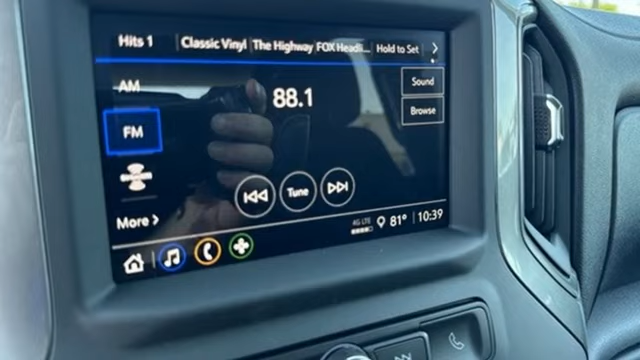 Hits 1 Classic Vinyl The Highway FOX Headli... Hold to Set
AM
88.1
Sound
FM
Browse
Tune
More
4G LTE
81° 10:39